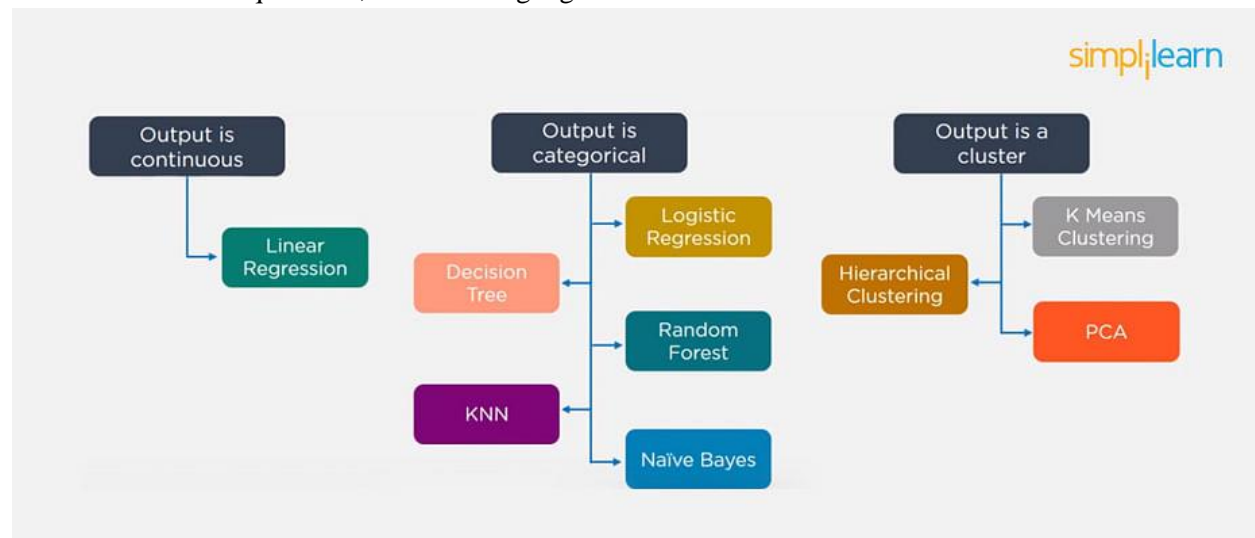 simplilearn
Output is
continuous
Linear
Regression
Output is
categorical
Logistic
Regression
Decision
Tree
Random
Forest
KNN
Naïve Bayes
Output is a
cluster
K Means
Clustering
Hierarchical
Clustering
PCA